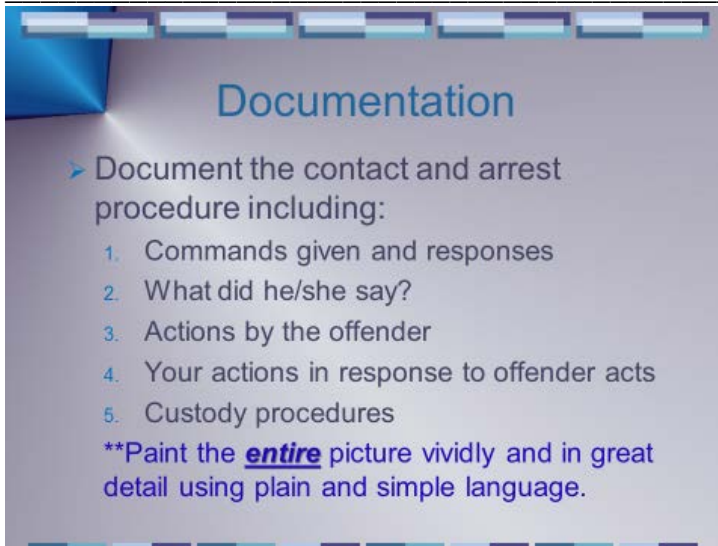 Documentation
➢ Document the contact and arrest
procedure including:
1. Commands given and responses
2. What did he/she say?
3. Actions by the offender
4. Your actions in response to offender acts
5. Custody procedures
**Paint the entire picture vividly and in great
detail using plain and simple language.